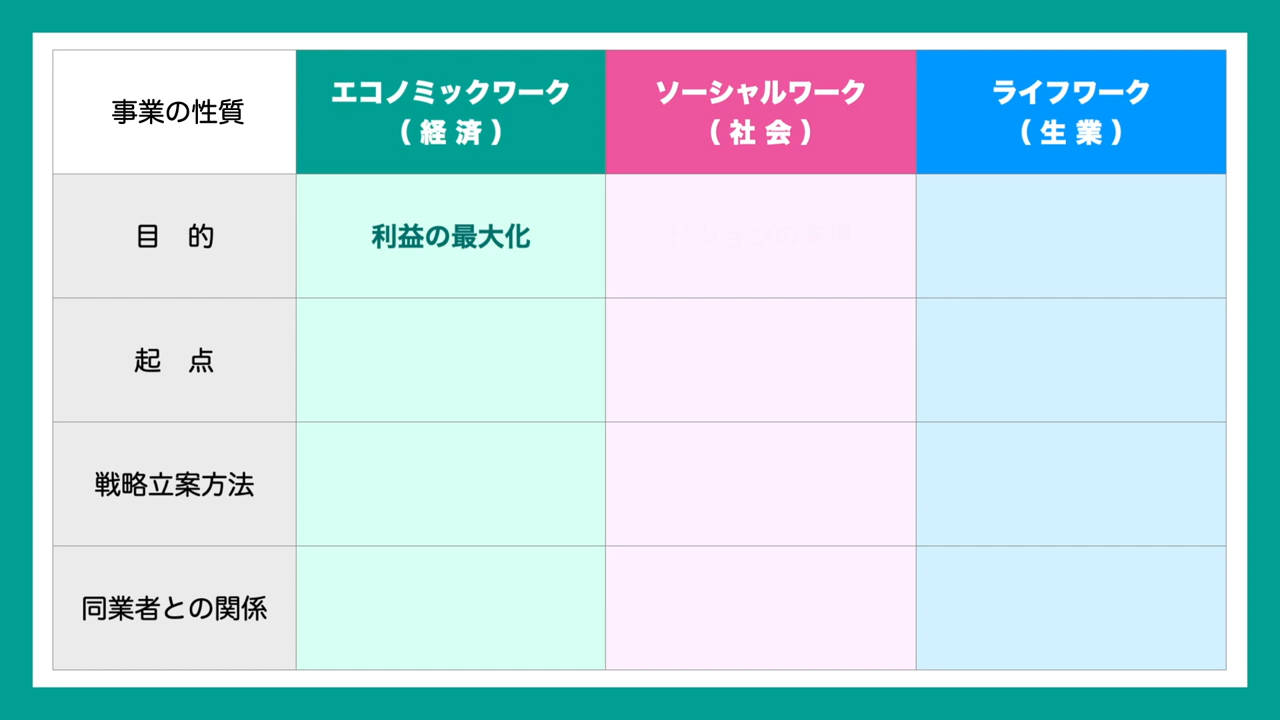 事業の性質
エコノミックワーク
（ 経 済 ）
ソーシャルワーク
（ 社 会 ）
ライフワーク
（ 生 業 ）
目　的
利益の最大化
起　点
戦略立案方法
同業者との関係